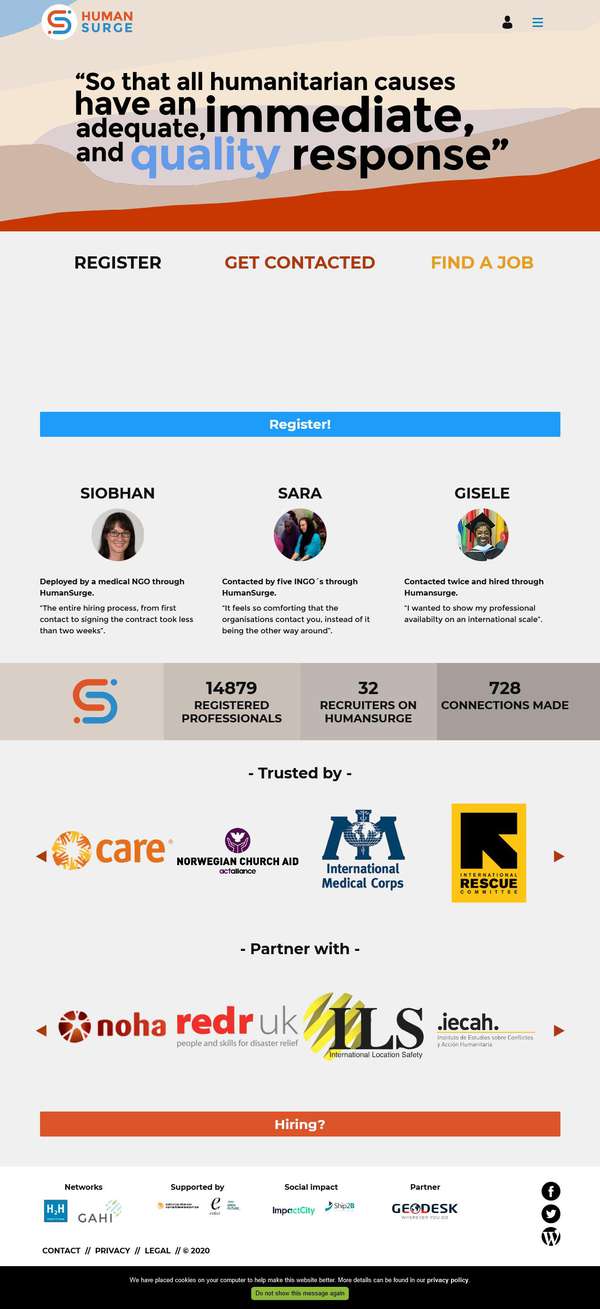 HUMAN
SURGE
“So that all humanitarian causes
have an
adequate, immediate,
and quality response”
REGISTER GET CONTACTED FIND A JOB
Register!
SIOBHAN
Deployed by a medical NGO through
HumanSurge.
“The entire hiring process, from first
contact to signing the contract took less
than two weeks”.
SARA
Contacted by five INGO´s through
HumanSurge.
“It feels so comforting that the
organisations contact you, instead of it
being the other way around”.
GISELE
Contacted twice and hired through
Humansurge.
“I wanted to show my professional
availabilty on an international scale”.
14879
REGISTERED
PROFESSIONALS
32
RECRUITERS ON
HUMANSURGE
728
CONNECTIONS MADE
- Trusted by -
care
NORWEGIAN CHURCH AID
actalliance
International
Medical Corps
INTERNATIONAL
RESCUE
COMMITTEE
- Partner with -
noha
redr uk
people and skills for disaster relief
ILS
International Location Safety
.iecah.
Instituto de Estudios sobre Conflictos
y Acción Humanitaria
Hiring?
Networks
H2H
GAHI
Supported by
Social impact
ImpactCity
Ship2B
Partner
GEODESK
WHEREVER YOU GO
CONTACT // PRIVACY // LEGAL // © 2020
We have placed cookies on your computer to help make this website better. More details can be found in our privacy policy.
Do not show this message again